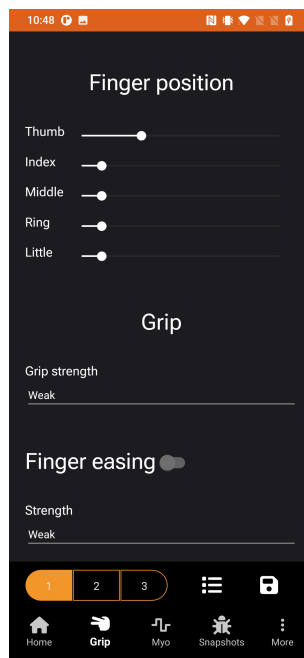 10:48
Finger position
Thumb
Index
Middle
Ring
Little
Grip
Grip strength
Weak
Finger easing
Strength
Weak
1 2 3
Home Grip Myo Snapshots More